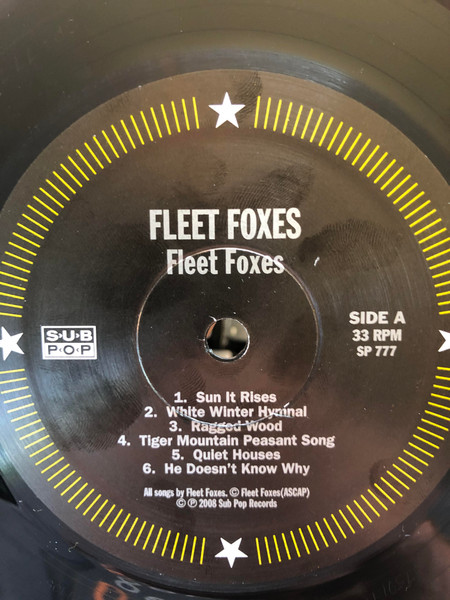 FLEET FOXES
Fleet Foxes
SUB
POP
SIDE A
33 RPM
SP 777
1. Sun It Rises
2. White Winter Hymnal
3. Ragged Wood
4. Tiger Mountain Peasant Song
5. Quiet Houses
6. He Doesn't Know Why
All songs by Fleet Foxes. © Fleet Foxes(ASCAP)
© ℗ 2008 Sub Pop Records